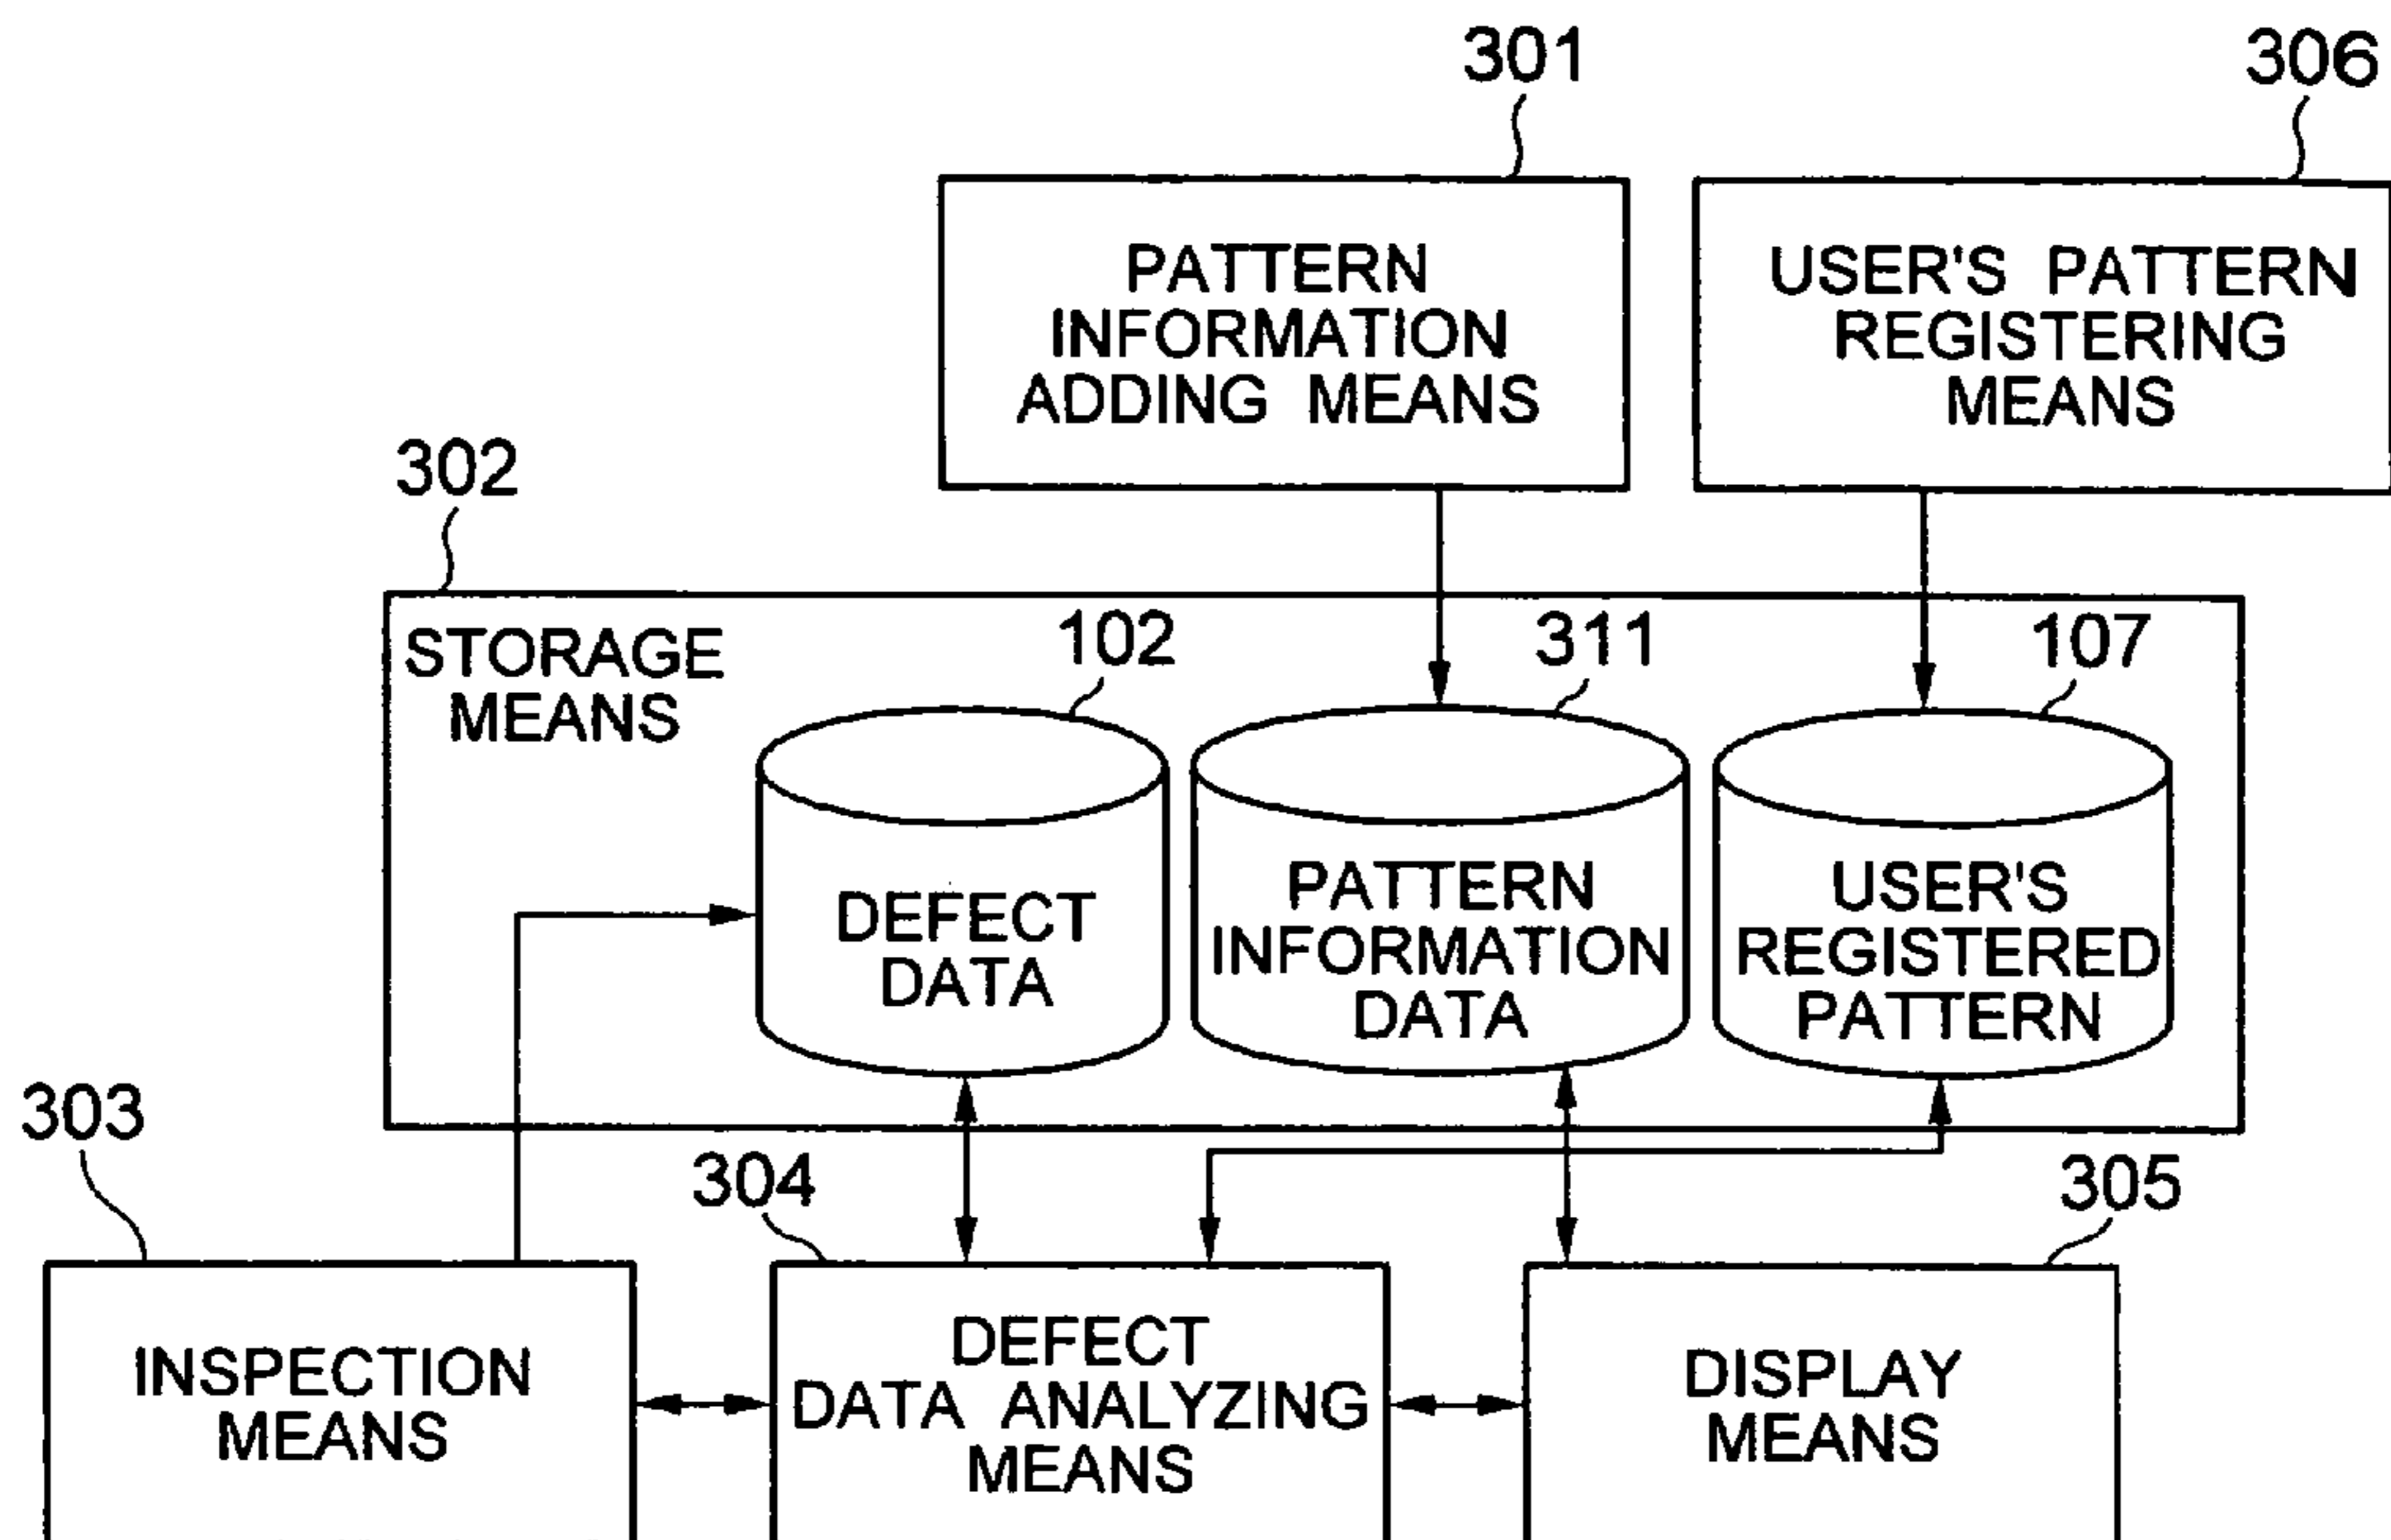 301
306
PATTERN
INFORMATION
ADDING MEANS
USER'S PATTERN
REGISTERING
MEANS
302
STORAGE
MEANS
102
311
107
DEFECT
DATA
PATTERN
INFORMATION
DATA
USER'S
REGISTERED
PATTERN
303
304
305
INSPECTION
MEANS
DEFECT
DATA ANALYZING
MEANS
DISPLAY
MEANS